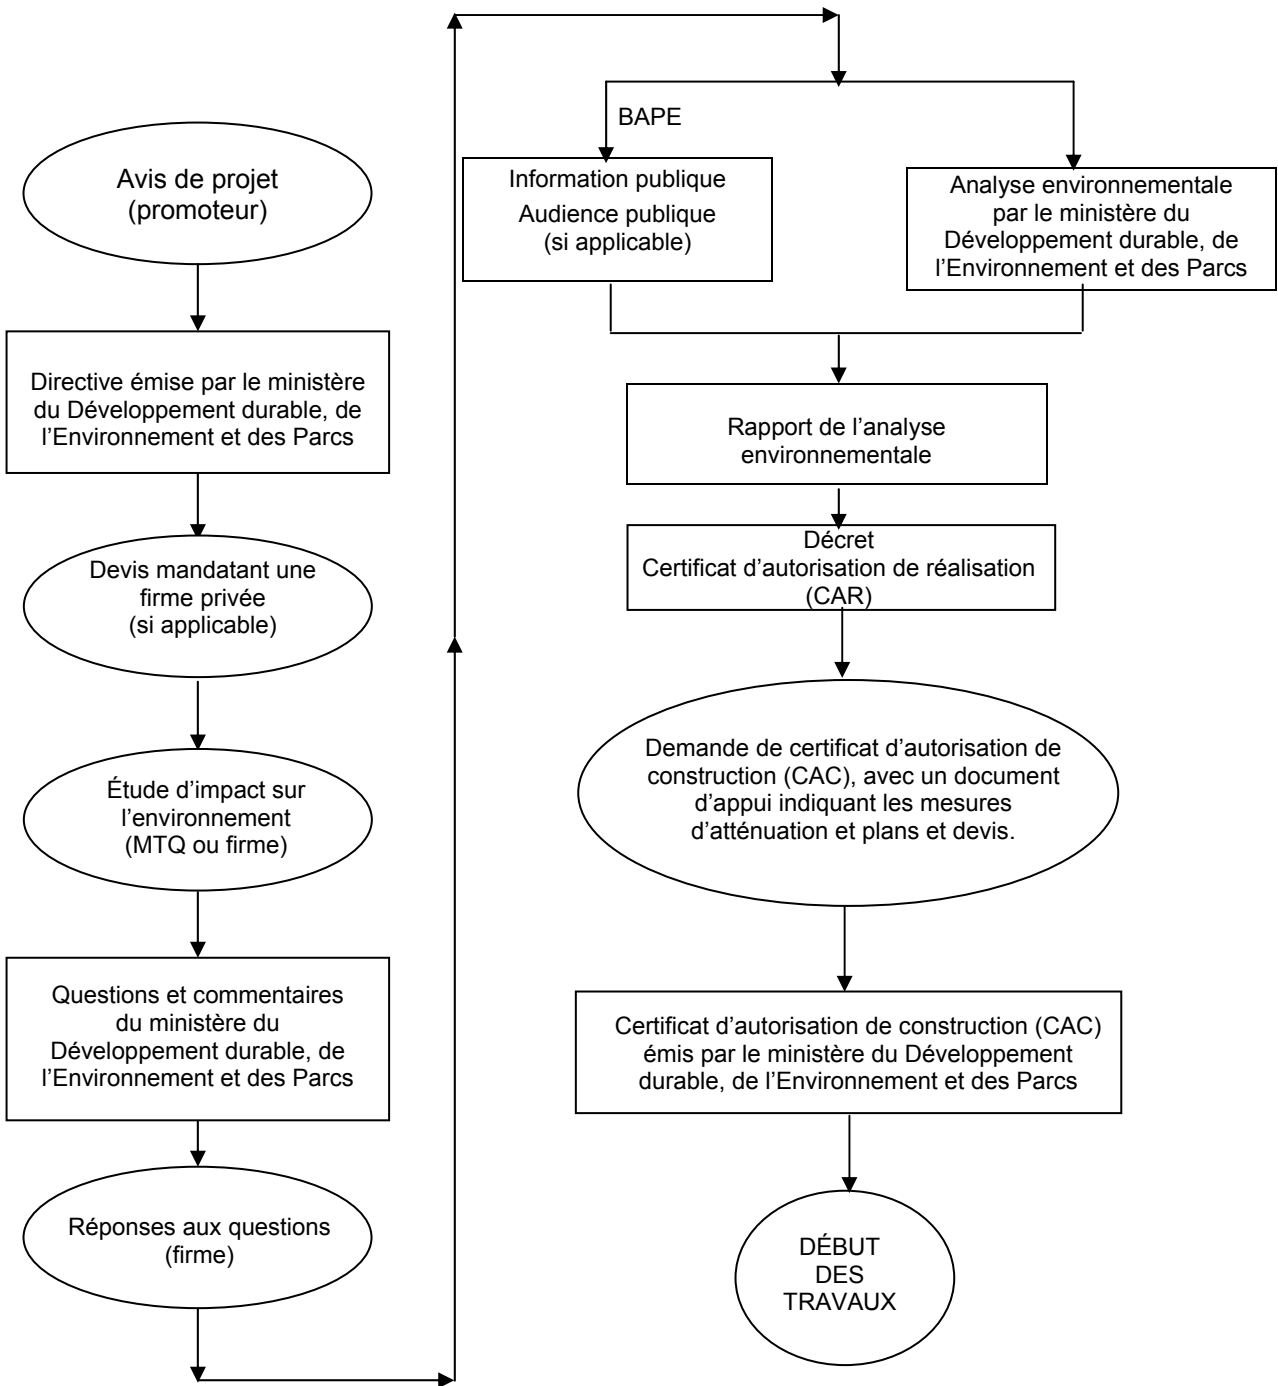 Avis de projet
(promoteur)
Directive émise par le ministère
du Développement durable, de
l’Environnement et des Parcs
Devis mandatant une
firme privée
(si applicable)
Étude d’impact sur
l’environnement
(MTQ ou firme)
Questions et commentaires
du ministère du
Développement durable, de
l’Environnement et des Parcs
Réponses aux questions
(firme)
BAPE
Information publique
Audience publique
(si applicable)
Analyse environnementale
par le ministère du
Développement durable, de
l’Environnement et des Parcs
Rapport de l’analyse
environnementale
Décret
Certificat d’autorisation de réalisation
(CAR)
Demande de certificat d’autorisation de
construction (CAC), avec un document
d’appui indiquant les mesures
d’atténuation et plans et devis.
Certificat d’autorisation de construction (CAC)
émis par le ministère du Développement
durable, de l’Environnement et des Parcs
DÉBUT
DES
TRAVAUX